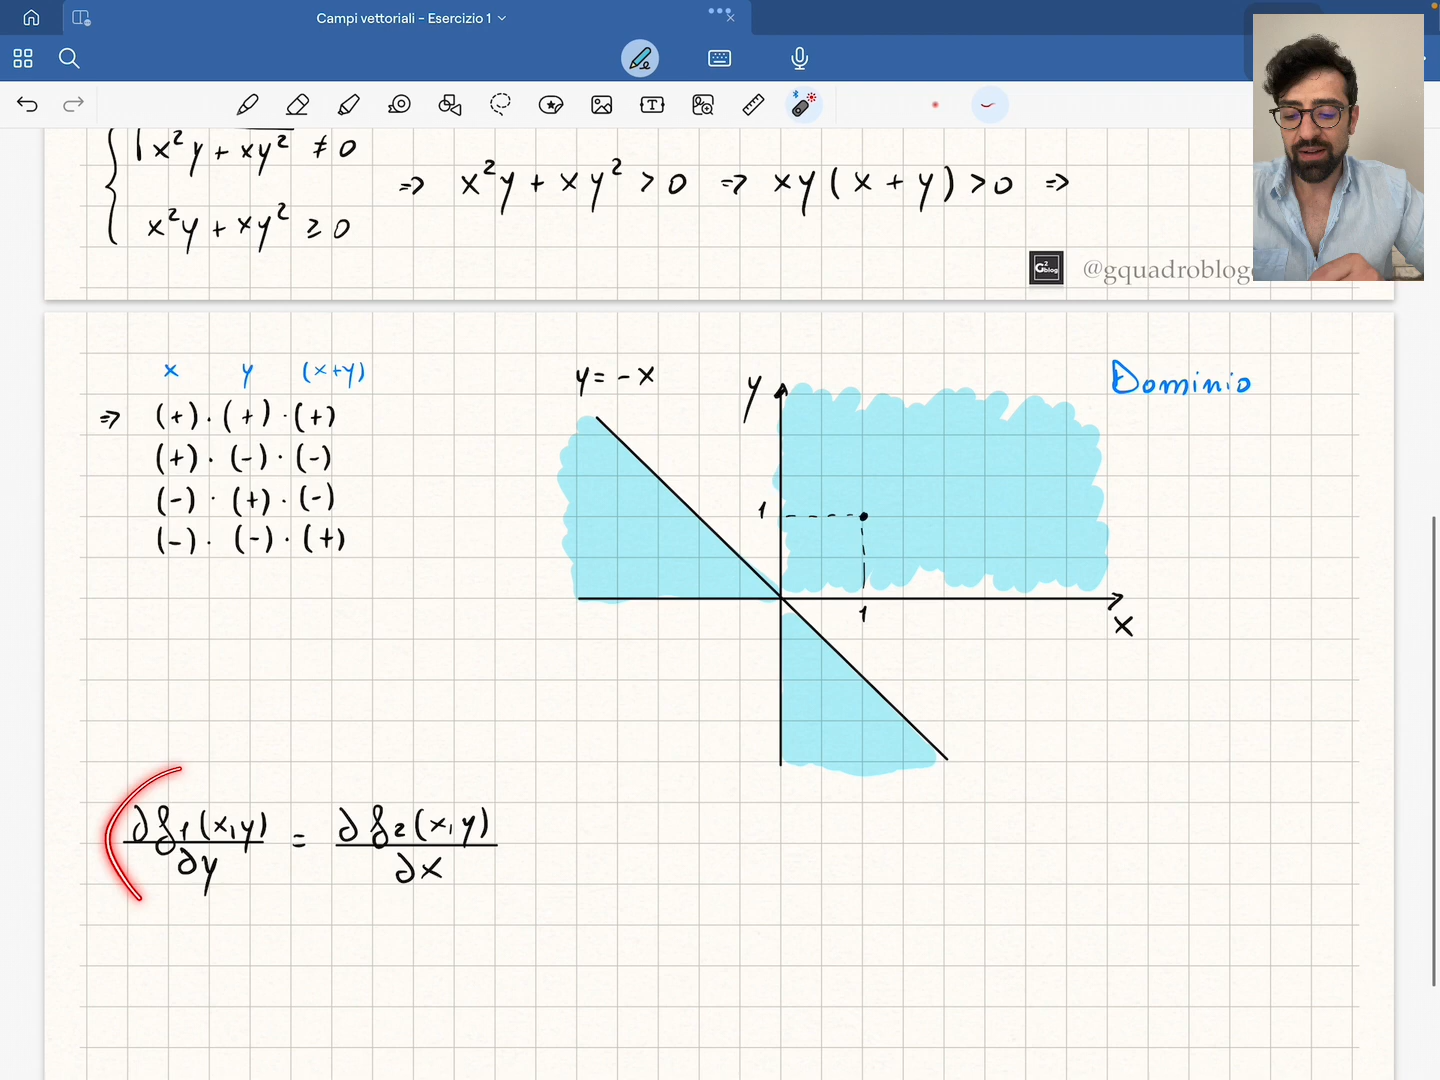 Campi vettoriali - Esercizio 1
√x²y + xy² ≠ 0
x²y + xy² ≥ 0
⇒ x²y + xy² > 0 ⇒ xy(x + y) > 0 ⇒
G²blog @gquadroblog
x y (x+y)
⇒ (+) · (+) · (+)
(+) · (-) · (-)
(-) · (+) · (-)
(-) · (-) · (+)
y = -x
y
Dominio
1
1
x
∂f₁(x,y)/∂y = ∂f₂(x,y)/∂x